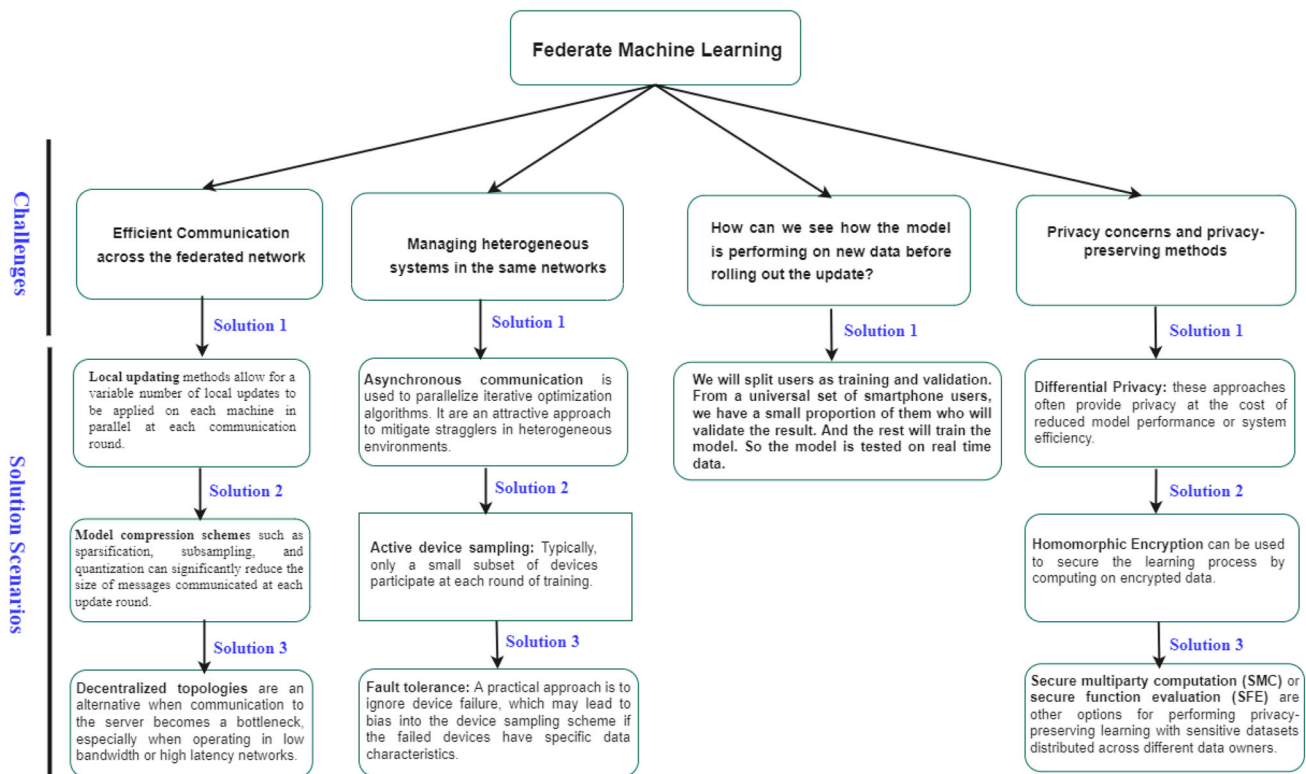 Federate Machine Learning
Challenges
Efficient Communication
across the federated network
Managing heterogeneous
systems in the same networks
How can we see how the model
is performing on new data before
rolling out the update?
Privacy concerns and privacy-
preserving methods
Solution 1
Solution 1
Solution 1
Solution 1
Solution Scenarios
Local updating methods allow for a
variable number of local updates to
be applied on each machine in
parallel at each communication
round.
Asynchronous communication is
used to parallelize iterative optimization
algorithms. It are an attractive approach
to mitigate stragglers in heterogeneous
environments.
We will split users as training and validation.
From a universal set of smartphone users,
we have a small proportion of them who will
validate the result. And the rest will train the
model. So the model is tested on real time
data.
Differential Privacy: these approaches
often provide privacy at the cost of
reduced model performance or system
efficiency.
Solution 2
Solution 2
Solution 2
Model compression schemes such as
sparsification, subsampling, and
quantization can significantly reduce the
size of messages communicated at each
update round.
Active device sampling: Typically,
only a small subset of devices
participate at each round of training.
Homomorphic Encryption can be used
to secure the learning process by
computing on encrypted data.
Solution 3
Solution 3
Solution 3
Decentralized topologies are an
alternative when communication to
the server becomes a bottleneck,
especially when operating in low
bandwidth or high latency networks.
Fault tolerance: A practical approach is to
ignore device failure, which may lead to
bias into the device sampling scheme if
the failed devices have specific data
characteristics.
Secure multiparty computation (SMC) or
secure function evaluation (SFE) are
other options for performing privacy-
preserving learning with sensitive datasets
distributed across different data owners.